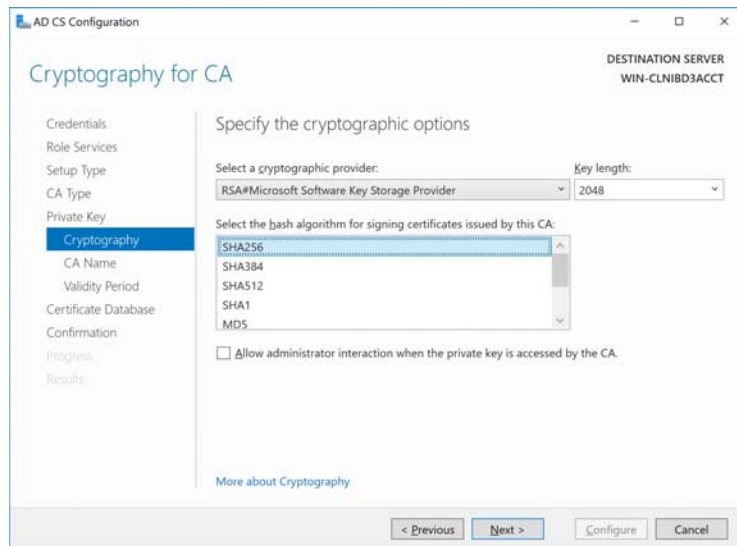 AD CS Configuration
DESTINATION SERVER
WIN-CLNIBD3ACCT
Cryptography for CA
Credentials
Role Services
Setup Type
CA Type
Private Key
Cryptography
CA Name
Validity Period
Certificate Database
Confirmation
Progress
Results
Specify the cryptographic options
Select a cryptographic provider:
Key length:
RSA#Microsoft Software Key Storage Provider
2048
Select the hash algorithm for signing certificates issued by this CA:
SHA256
SHA384
SHA512
SHA1
MD5
Allow administrator interaction when the private key is accessed by the CA.
More about Cryptography
< Previous
Next >
Configure
Cancel